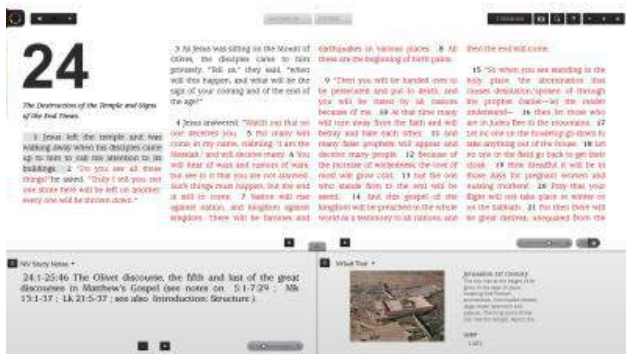 24
The Destruction of the Temple and Signs
of the End Times
1 Jesus left the temple and was
walking away when his disciples came
up to him to call his attention to its
buildings. 2 "Do you see all these
things?" he asked. "Truly I tell you, not
one stone here will be left on another;
every one will be thrown down."
3 As Jesus was sitting on the Mount of
Olives, the disciples came to him
privately. "Tell us," they said, "when
will this happen, and what will be the
sign of your coming and of the end of
the age?"
4 Jesus answered: "Watch out that no
one deceives you. 5 For many will
come in my name, claiming, 'I am the
Messiah,' and will deceive many. 6 You
will hear of wars and rumors of wars,
but see to it that you are not alarmed.
Such things must happen, but the end
is still to come. 7 Nation will rise
against nation, and kingdom against
kingdom. There will be famines and
earthquakes in various places. 8 All
these are the beginning of birth pains.
9 "Then you will be handed over to
be persecuted and put to death, and
you will be hated by all nations
because of me. 10 At that time many
will turn away from the faith and will
betray and hate each other, 11 and
many false prophets will appear and
deceive many people. 12 Because of
the increase of wickedness, the love of
most will grow cold, 13 but the one
who stands firm to the end will be
saved. 14 And this gospel of the
kingdom will be preached in the whole
world as a testimony to all nations, and
then the end will come.
15 "So when you see standing in the
holy place 'the abomination that
causes desolation,' spoken of through
the prophet Daniel—let the reader
understand— 16 then let those who
are in Judea flee to the mountains. 17
Let no one on the housetop go down to
take anything out of the house. 18 Let
no one in the field go back to get their
cloak. 19 How dreadful it will be in
those days for pregnant women and
nursing mothers! 20 Pray that your
flight will not take place in winter or
on the Sabbath. 21 For then there will
be great distress, unequaled from the
NIV Study Notes
24:1-25:46 The Olivet discourse, the fifth and last of the great
discourses in Matthew's Gospel (see notes on 5:1-7:29 ; Mk
13:1-37 ; Lk 21:5-37 ; see also Introduction: Structure ).
Virtual Tour
Jerusalem 1st Century